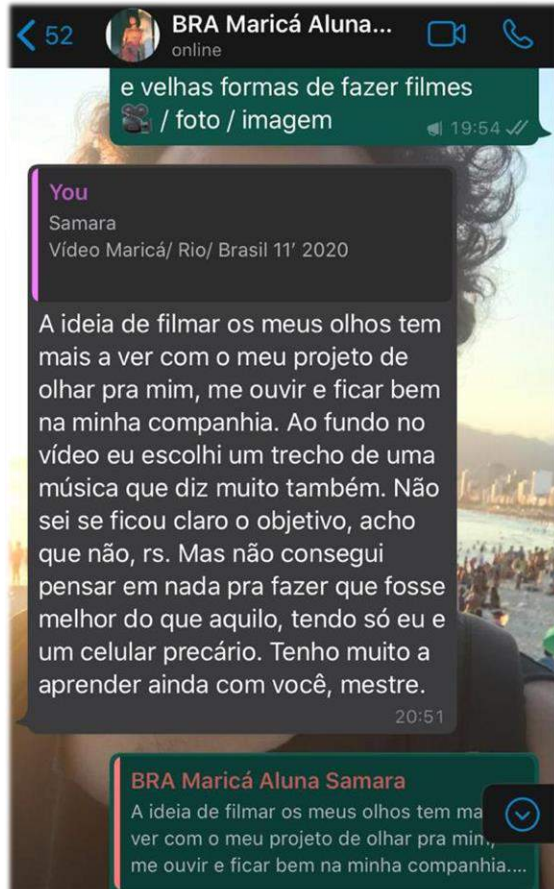 52
BRA Maricá Aluna...
online
e velhas formas de fazer filmes
🎥 / foto / imagem
19:54
You
Samara
Vídeo Maricá/ Rio/ Brasil 11’ 2020
A ideia de filmar os meus olhos tem
mais a ver com o meu projeto de
olhar pra mim, me ouvir e ficar bem
na minha companhia. Ao fundo no
vídeo eu escolhi um trecho de uma
música que diz muito também. Não
sei se ficou claro o objetivo, acho
que não, rs. Mas não consegui
pensar em nada pra fazer que fosse
melhor do que aquilo, tendo só eu e
um celular precário. Tenho muito a
aprender ainda com você, mestre.
20:51
BRA Maricá Aluna Samara
A ideia de filmar os meus olhos tem ma
ver com o meu projeto de olhar pra mim,
me ouvir e ficar bem na minha companhia....